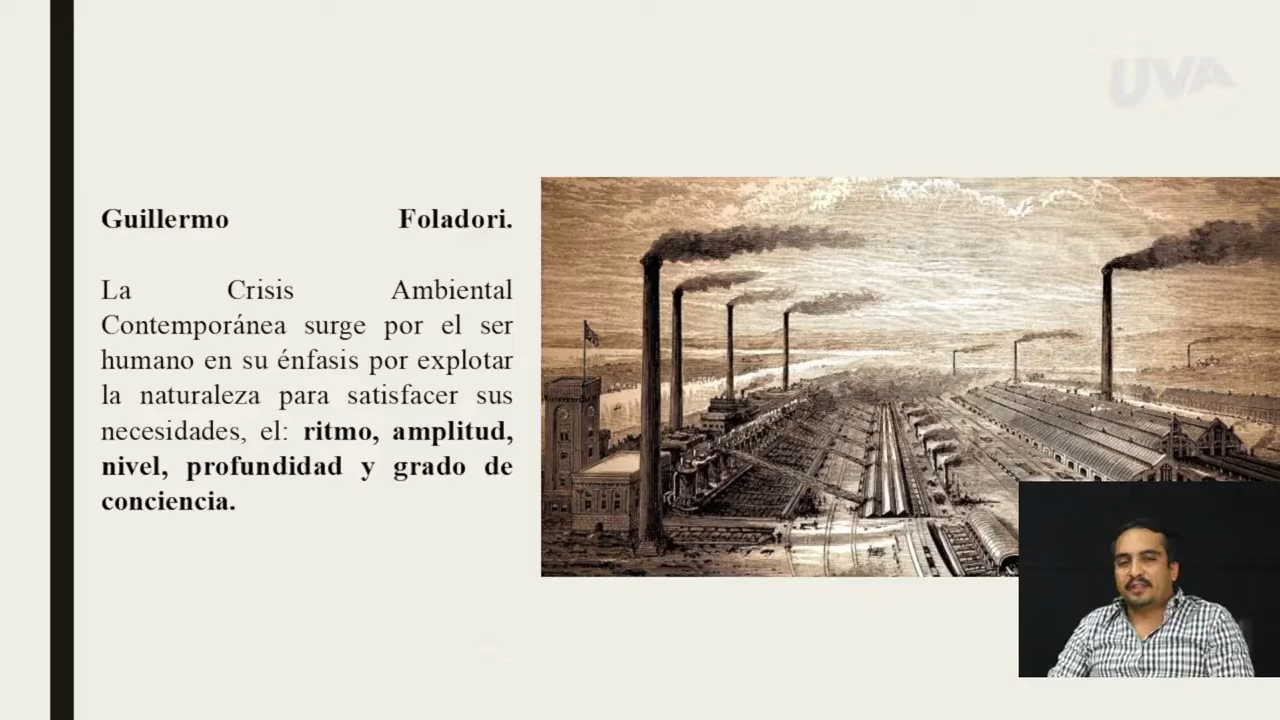 UVA
Guillermo Foladori.
La Crisis Ambiental
Contemporánea surge por el ser
humano en su énfasis por explotar
la naturaleza para satisfacer sus
necesidades, el: ritmo, amplitud,
nivel, profundidad y grado de
conciencia.